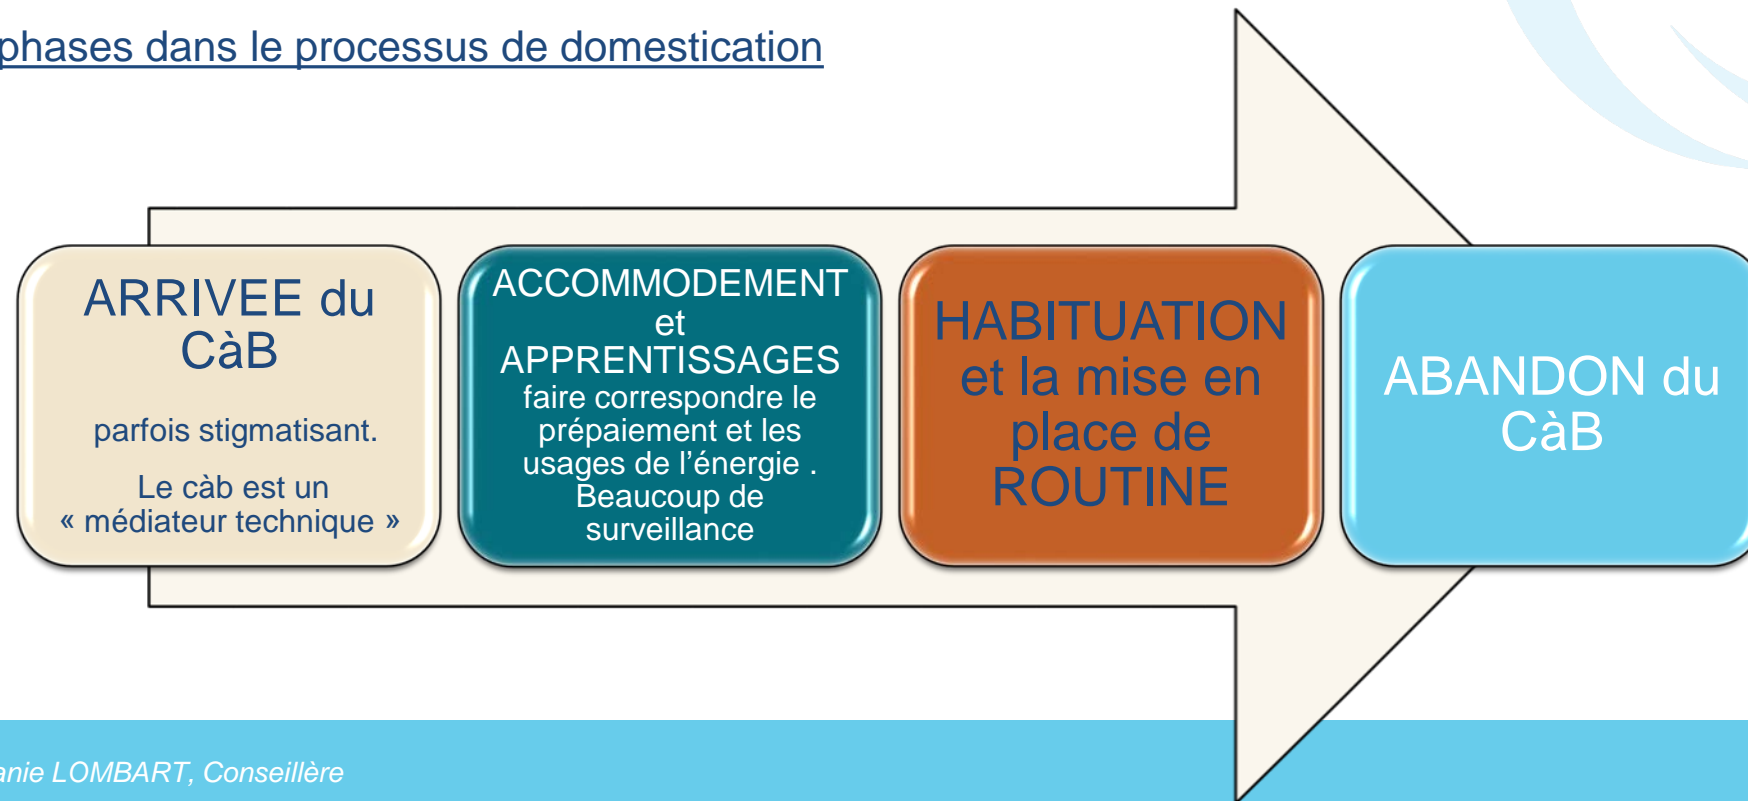 phases dans le processus de domestication
ARRIVEE du
CàB
parfois stigmatisant.
Le càb est un
« médiateur technique »
ACCOMMODEMENT
et
APPRENTISSAGES
faire correspondre le
prépaiement et les
usages de l’énergie .
Beaucoup de
surveillance
HABITUATION
et la mise en
place de
ROUTINE
ABANDON du
CàB
anie LOMBART, Conseillère